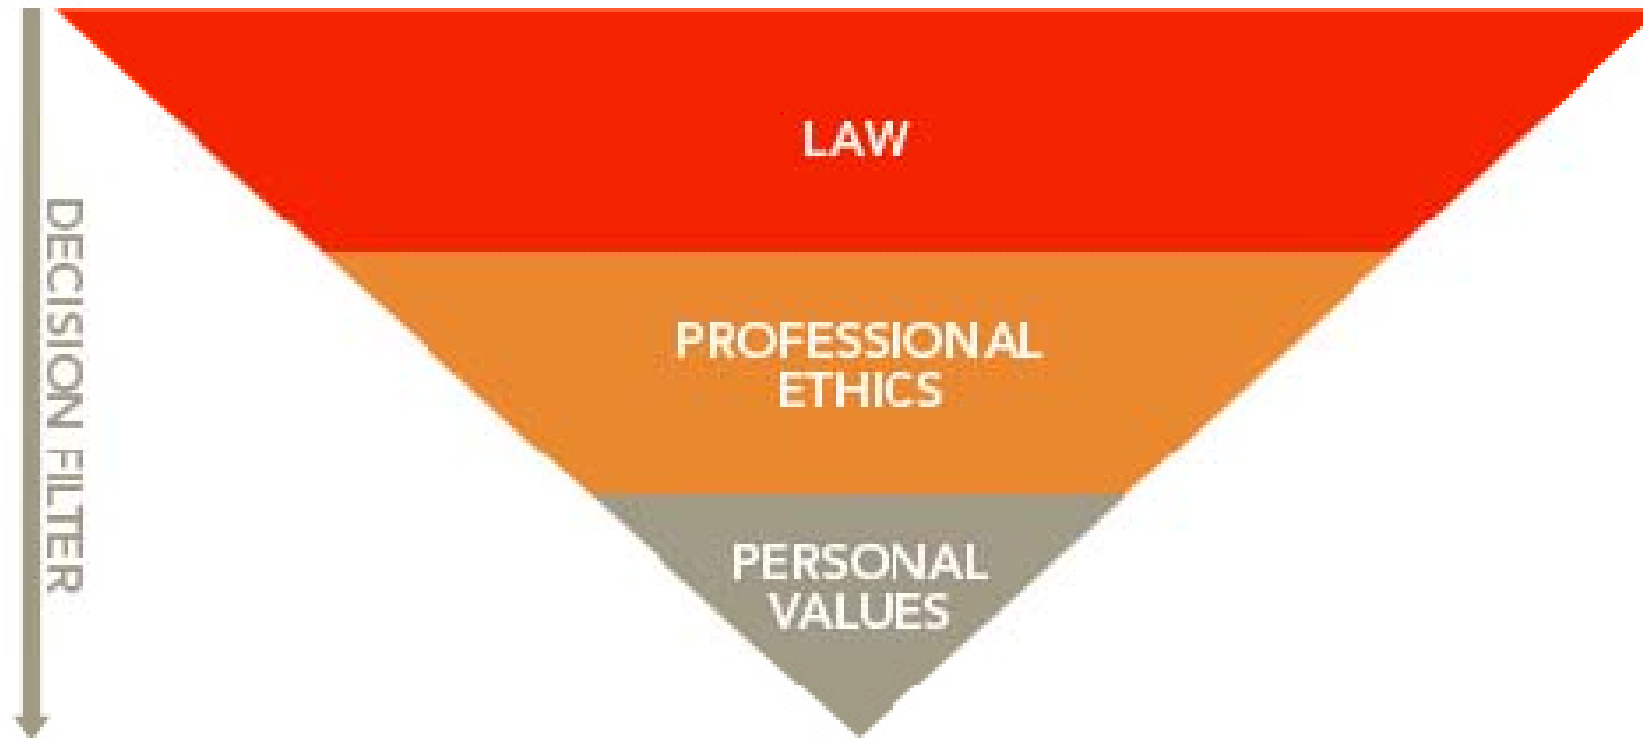 DECISION FILTER
LAW
PROFESSIONAL
ETHICS
PERSONAL
VALUES